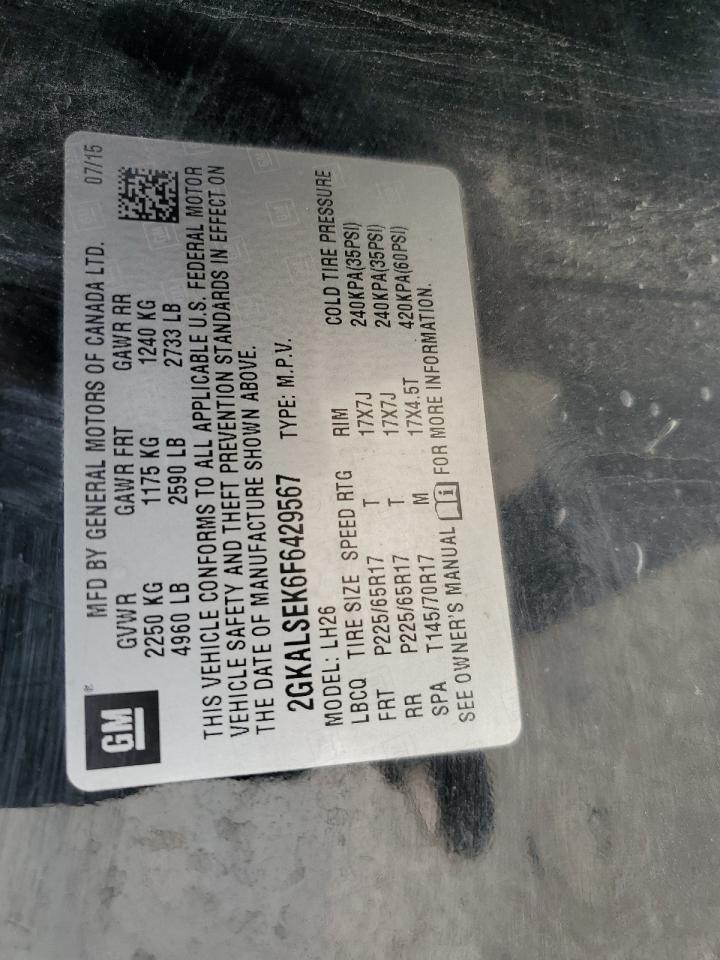 GM
®
MFD BY GENERAL MOTORS OF CANADA LTD. 07/15
GVWR GAWR FRT GAWR RR
2250 KG 1175 KG 1240 KG
4960 LB 2590 LB 2733 LB
THIS VEHICLE CONFORMS TO ALL APPLICABLE U.S. FEDERAL MOTOR
VEHICLE SAFETY AND THEFT PREVENTION STANDARDS IN EFFECT ON
THE DATE OF MANUFACTURE SHOWN ABOVE.
2GKALSEK6F6429567 TYPE: M.P.V.
MODEL: LH26
LBCQ TIRE SIZE SPEED RTG RIM COLD TIRE PRESSURE
FRT P225/65R17 T 17X7J 240KPA(35PSI)
RR P225/65R17 T 17X7J 240KPA(35PSI)
SPA T145/70R17 M 17X4.5T 420KPA(60PSI)
SEE OWNER'S MANUAL i FOR MORE INFORMATION.